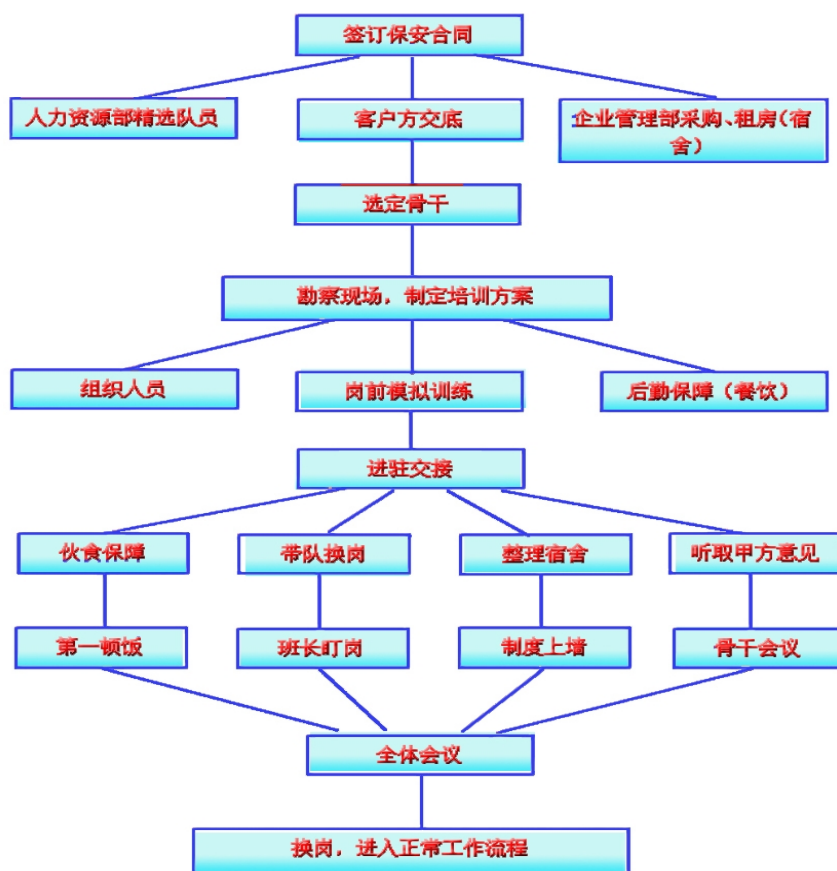 签订保安合同
人力资源部精选队员
客户方交底
企业管理部采购、租房（宿
舍）
选定骨干
勘察现场，制定培训方案
组织人员
岗前模拟训练
后勤保障（餐饮）
进驻交接
伙食保障
带队换岗
整理宿舍
听取甲方意见
第一顿饭
班长盯岗
制度上墙
骨干会议
全体会议
换岗，进入正常工作流程